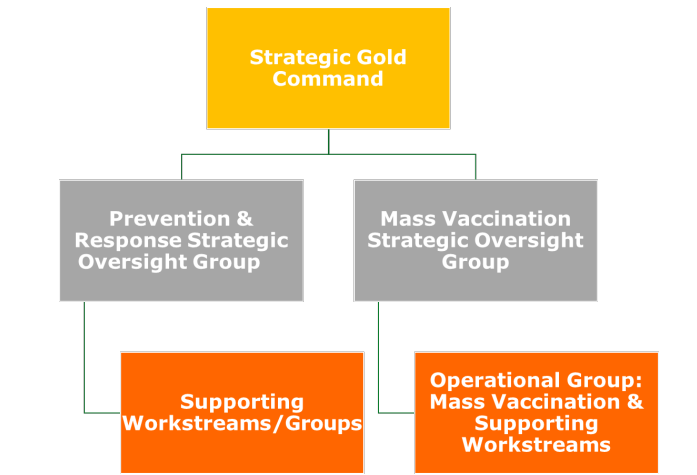 Strategic Gold
Command
Prevention &
Response Strategic
Oversight Group
Mass Vaccination
Strategic Oversight
Group
Supporting
Workstreams/Groups
Operational Group:
Mass Vaccination &
Supporting
Workstreams